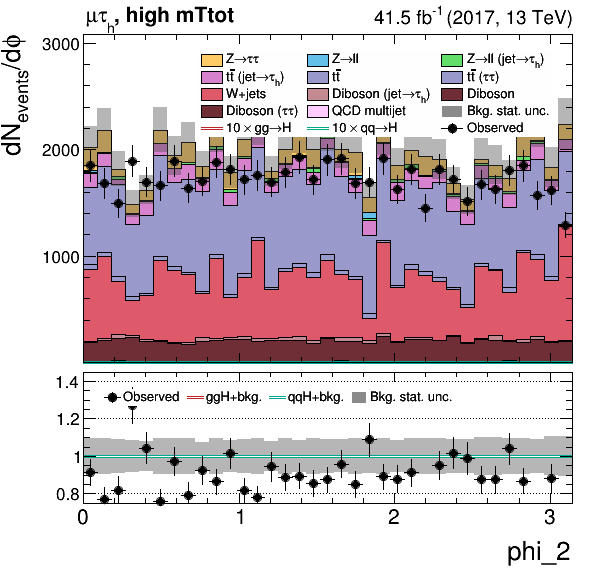 μτh, high mTtot 41.5 fb⁻¹ (2017, 13 TeV)
dNevents/dϕ
3000
2000
1000
Z→ττ Z→ll Z→ll (jet→τh)
tt̄ (jet→τh) tt̄ tt̄ (ττ)
W+jets Diboson (jet→τh) Diboson
Diboson (ττ) QCD multijet Bkg. stat. unc.
10 × gg→H 10 × qq→H Observed
1.4
1.2
1
0.8
Observed ggH+bkg. qqH+bkg. Bkg. stat. unc.
0 1 2 3
phi_2